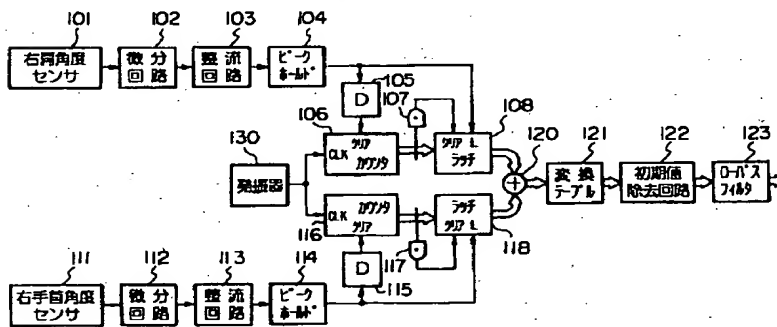 101
102
103
104
右肩角度
センサ
微分
回路
整流
回路
ピーク
ホールド
105
D
107
108
106
クリア
CLK
カウンタ
クリア L
ラッチ
130
発振器
120
121
122
123
変換
テーブル
初期値
除去回路
ローパス
フィルタ
カウンタ
CLK
クリア
116
ラッチ
クリア L
118
117
D
115
111
112
113
114
右手首角度
センサ
微分
回路
整流
回路
ピーク
ホールド